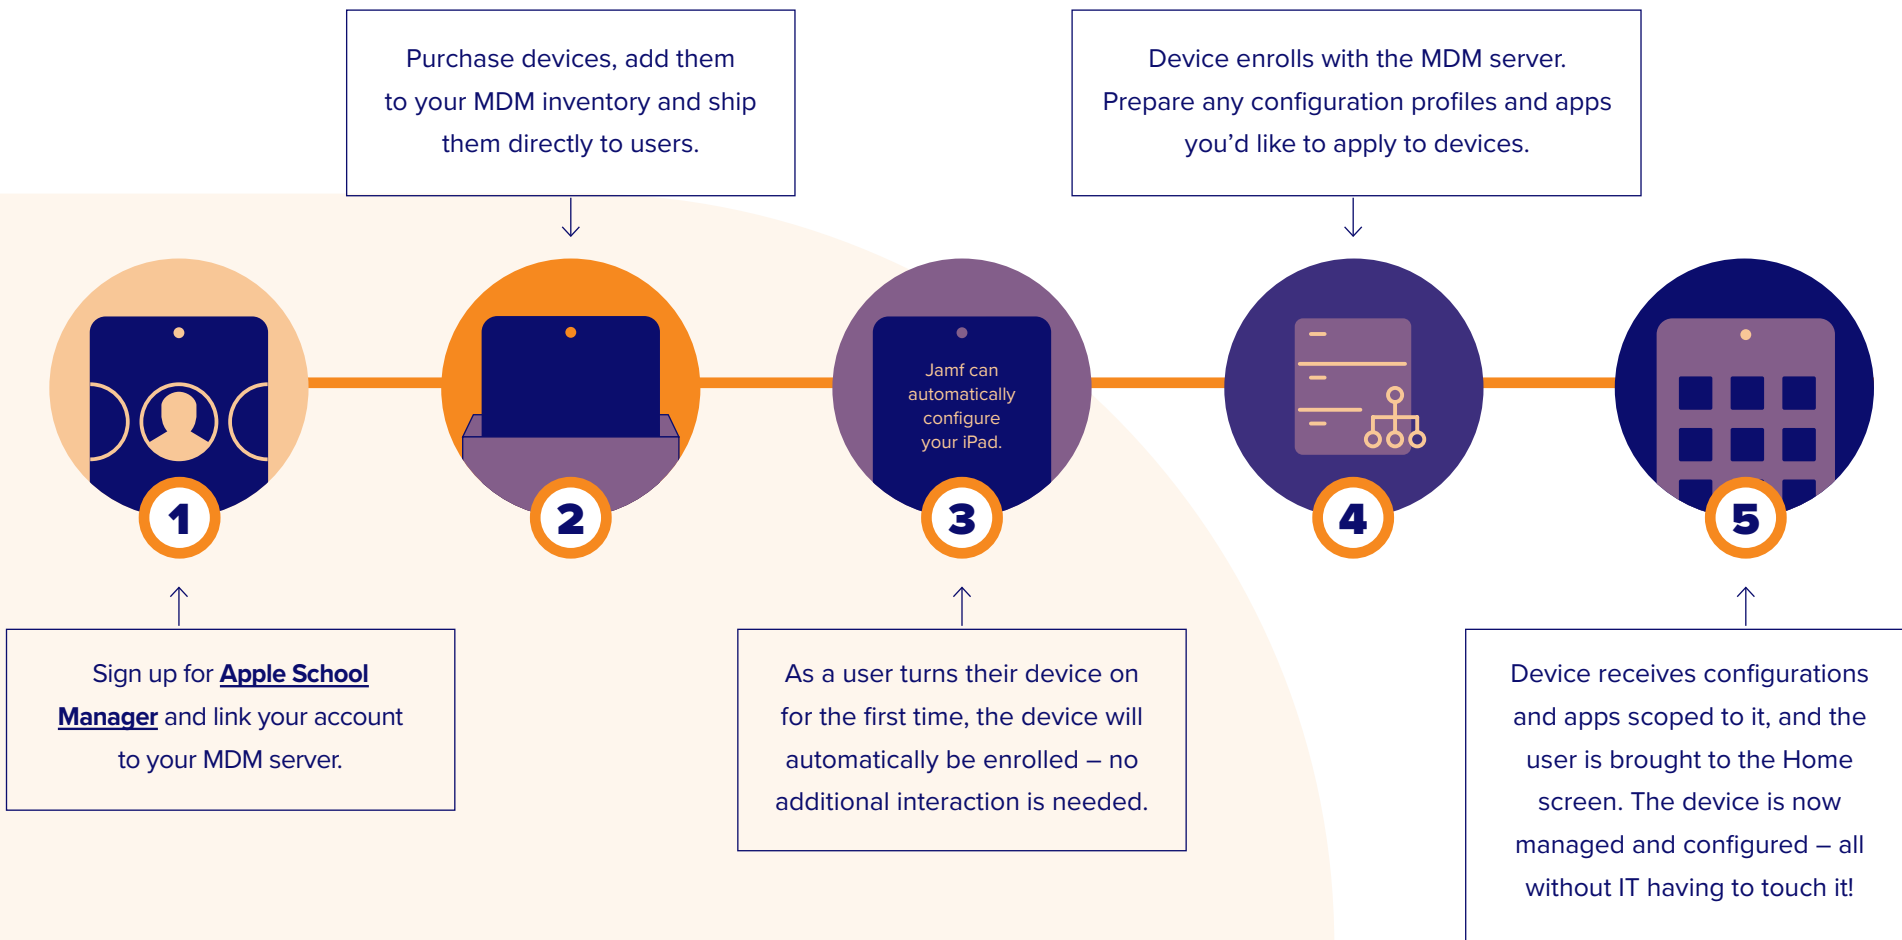 Purchase devices, add them
to your MDM inventory and ship
them directly to users.
Device enrolls with the MDM server.
Prepare any configuration profiles and apps
you’d like to apply to devices.
Jamf can
automatically
configure
your iPad.
1
2
3
4
5
Sign up for Apple School
Manager and link your account
to your MDM server.
As a user turns their device on
for the first time, the device will
automatically be enrolled – no
additional interaction is needed.
Device receives configurations
and apps scoped to it, and the
user is brought to the Home
screen. The device is now
managed and configured – all
without IT having to touch it!